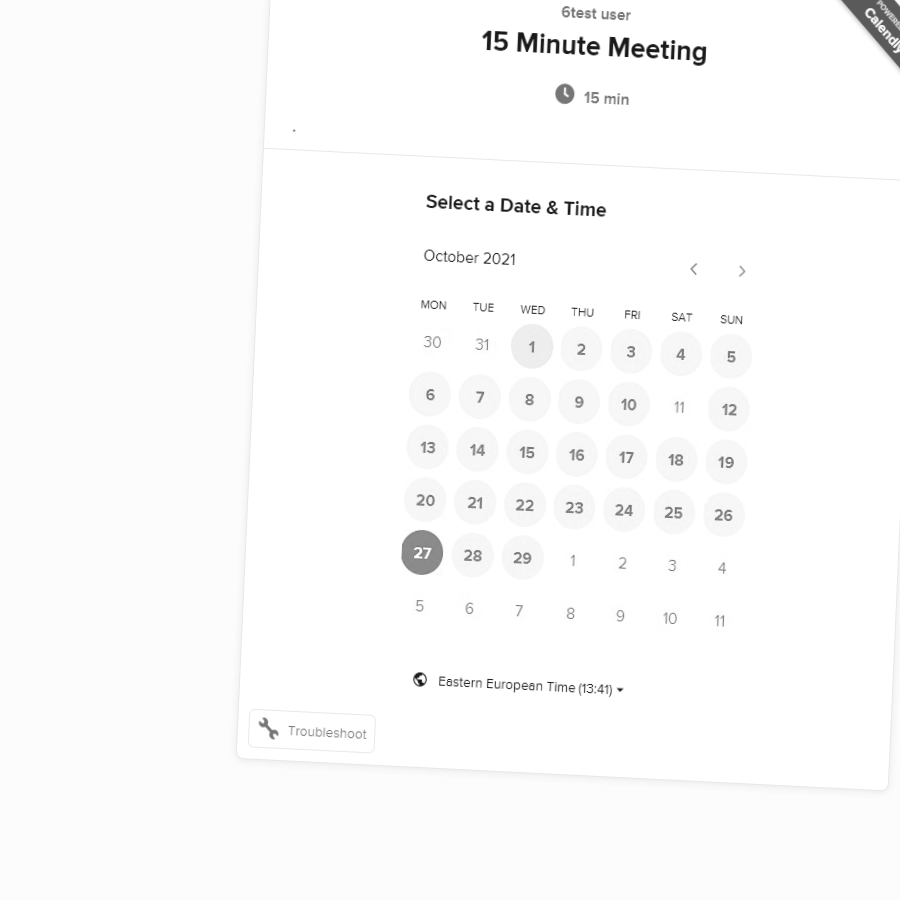 6test user
15 Minute Meeting
15 min
Calendly
Select a Date & Time
October 2021
MON TUE WED THU FRI SAT SUN
30 31 1 2 3 4 5
6 7 8 9 10 11 12
13 14 15 16 17 18 19
20 21 22 23 24 25 26
27 28 29 1 2 3 4
5 6 7 8 9 10 11
Eastern European Time (13:41)
Troubleshoot